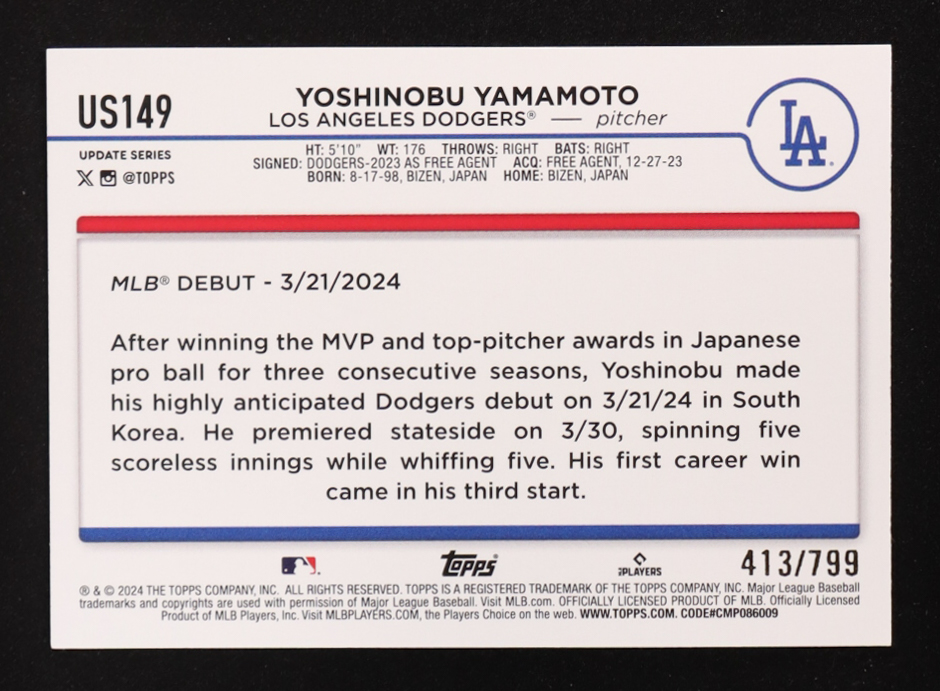 US149
YOSHINOBU YAMAMOTO
LOS ANGELES DODGERS® — pitcher
LA
UPDATE SERIES
@TOPPS
HT: 5'10" WT: 176 THROWS: RIGHT BATS: RIGHT
SIGNED: DODGERS-2023 AS FREE AGENT ACQ: FREE AGENT, 12-27-23
BORN: 8-17-98, BIZEN, JAPAN HOME: BIZEN, JAPAN
MLB® DEBUT - 3/21/2024
After winning the MVP and top-pitcher awards in Japanese
pro ball for three consecutive seasons, Yoshinobu made
his highly anticipated Dodgers debut on 3/21/24 in South
Korea. He premiered stateside on 3/30, spinning five
scoreless innings while whiffing five. His first career win
came in his third start.
Topps®
PLAYERS
413/799
® & © 2024 THE TOPPS COMPANY, INC. ALL RIGHTS RESERVED. TOPPS IS A REGISTERED TRADEMARK OF THE TOPPS COMPANY, INC. Major League Baseball
trademarks and copyrights are used with permission of Major League Baseball. Visit MLB.com. OFFICIALLY LICENSED PRODUCT OF MLB. Officially Licensed
Product of MLB Players, Inc. Visit MLBPLAYERS.COM, the Players Choice on the web. WWW.TOPPS.COM. CODE#CMP086009